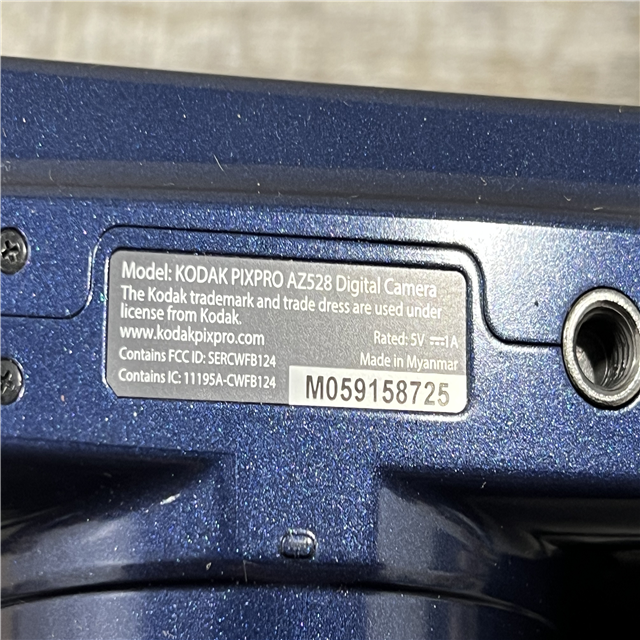 Model: KODAK PIXPRO AZ528 Digital Camera
The Kodak trademark and trade dress are used under
license from Kodak.
www.kodakpixpro.com
Rated: 5V ⎓1A
Contains FCC ID: SERCWFB124
Made in Myanmar
Contains IC: 11195A-CWFB124
M059158725